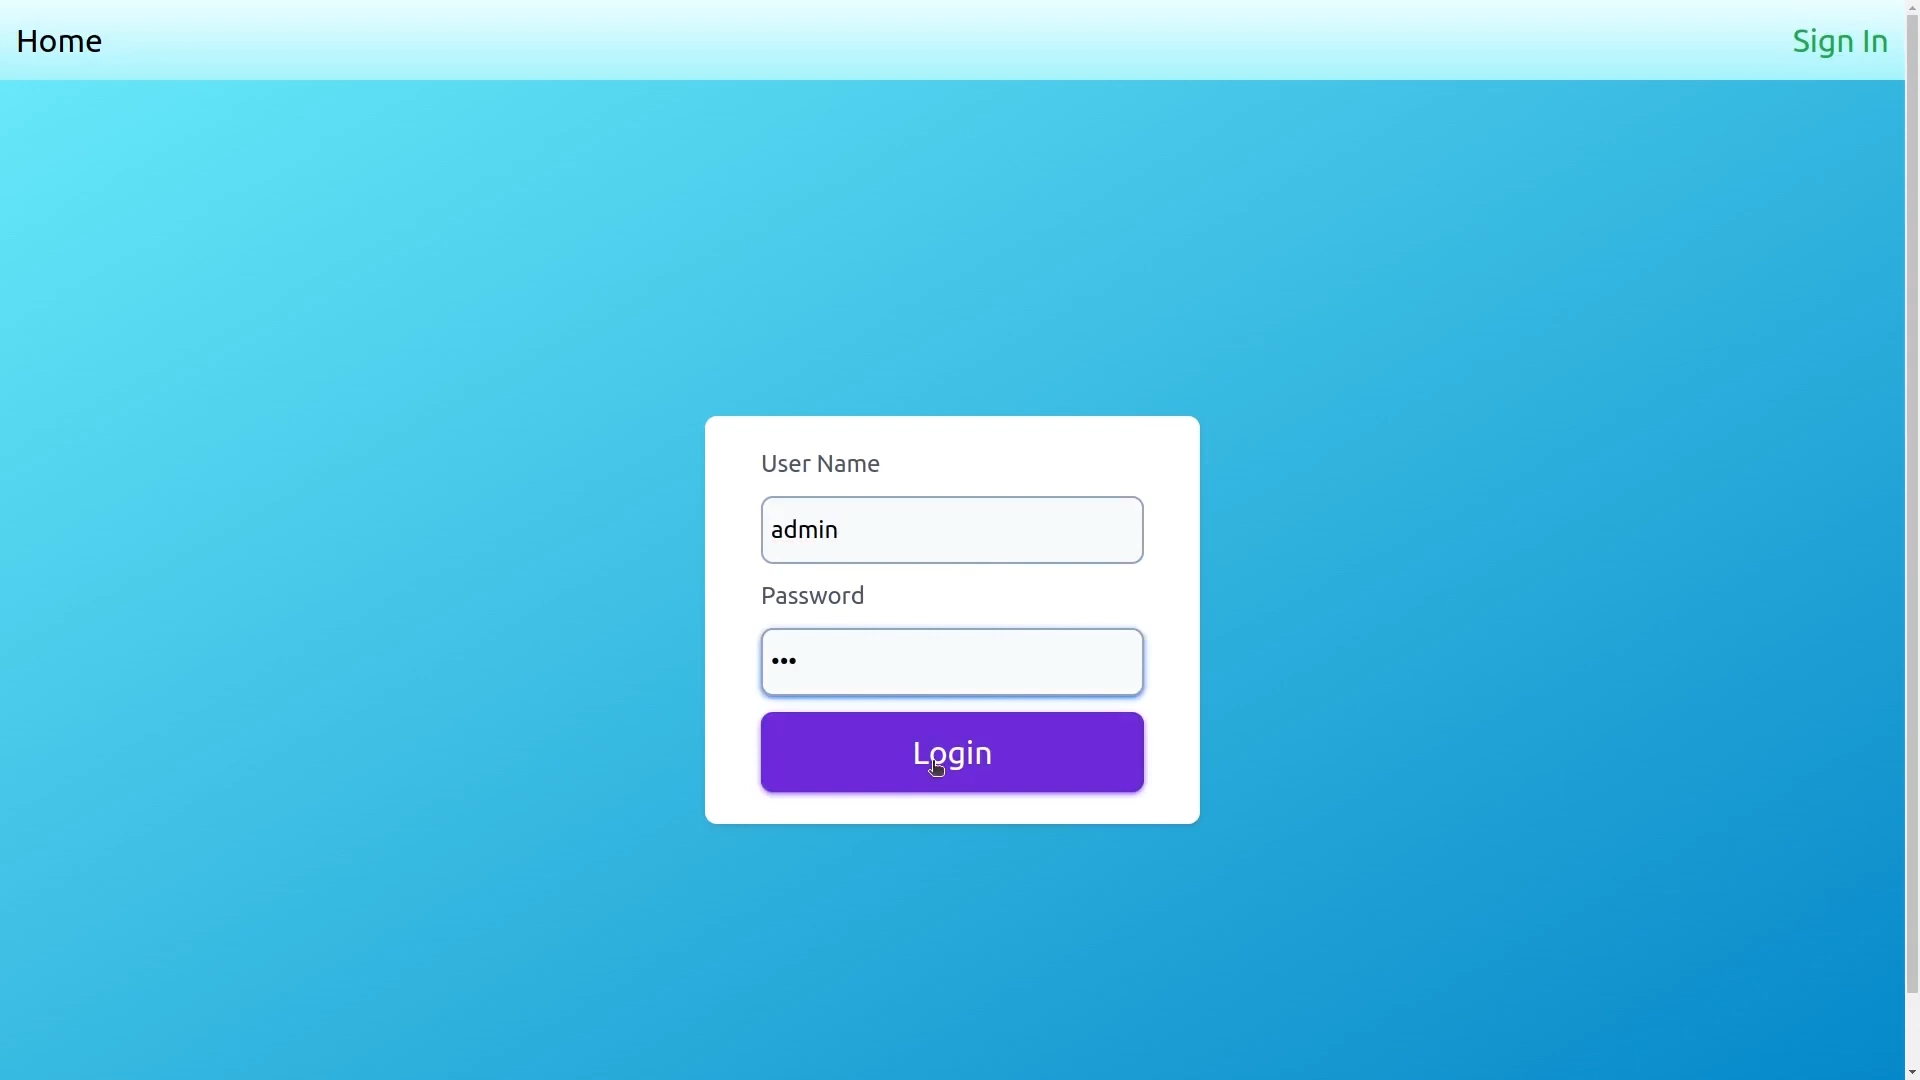 Home
Sign In
User Name
admin
Password
•••
Login